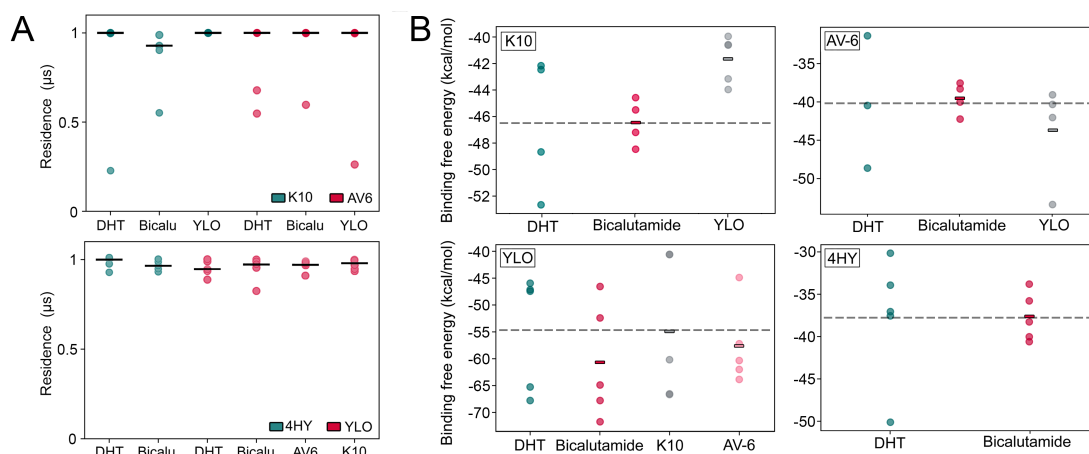 A
Residence (µs)
1
0.5
0
K10 AV6
DHT Bicalu YLO DHT Bicalu YLO
Residence (µs)
1
0.5
0
4HY YLO
DHT Bicalu DHT Bicalu AV6 K10
B
Binding free energy (kcal/mol)
K10
-40
-42
-44
-46
-48
-50
-52
DHT Bicalutamide YLO
AV-6
-35
-40
-45
-50
DHT Bicalutamide YLO
Binding free energy (kcal/mol)
YLO
-40
-45
-50
-55
-60
-65
-70
DHT Bicalutamide K10 AV-6
4HY
-30
-35
-40
-45
-50
DHT Bicalutamide